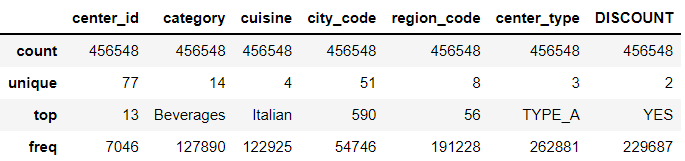 center_id category cuisine city_code region_code center_type DISCOUNT
count 456548 456548 456548 456548 456548 456548 456548
unique 77 14 4 51 8 3 2
top 13 Beverages Italian 590 56 TYPE_A YES
freq 7046 127890 122925 54746 191228 262881 229687